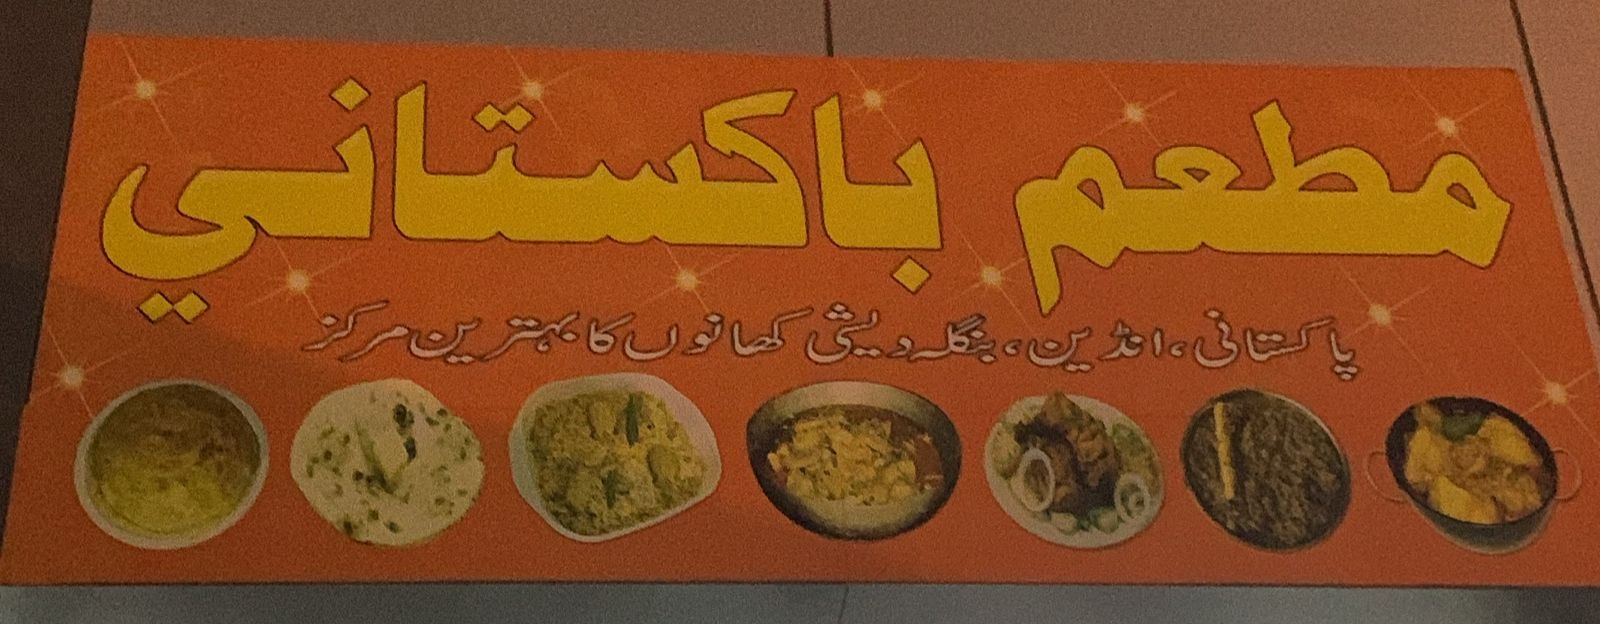 مطعم باكستاني
پاکستانی، انڈین، بنگلہ دیشی کھانوں کا بہترین مرکز